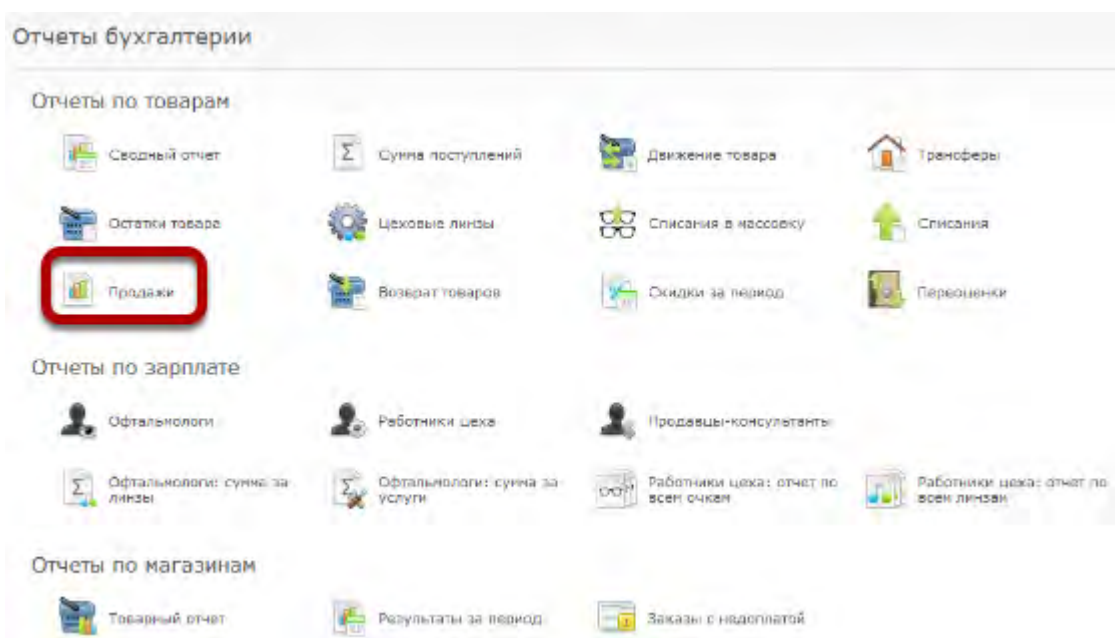 Отчеты бухгалтерии
Отчеты по товарам
Сводный отчет
Сумма поступлений
Движение товара
Трансферы
Остатки товара
Цеховые линзы
Списания в массовку
Списания
Продажи
Возврат товаров
Скидки за период
Переоценки
Отчеты по зарплате
Офтальмологи
Работники цеха
Продавцы-консультанты
Офтальмологи: сумма за
линзы
Офтальмологи: сумма за
услуги
Работники цеха: отчет по
всем очкам
Работники цеха: отчет по
всем линзам
Отчеты по магазинам
Товарный отчет
Результаты за период
Заказы с недоплатой